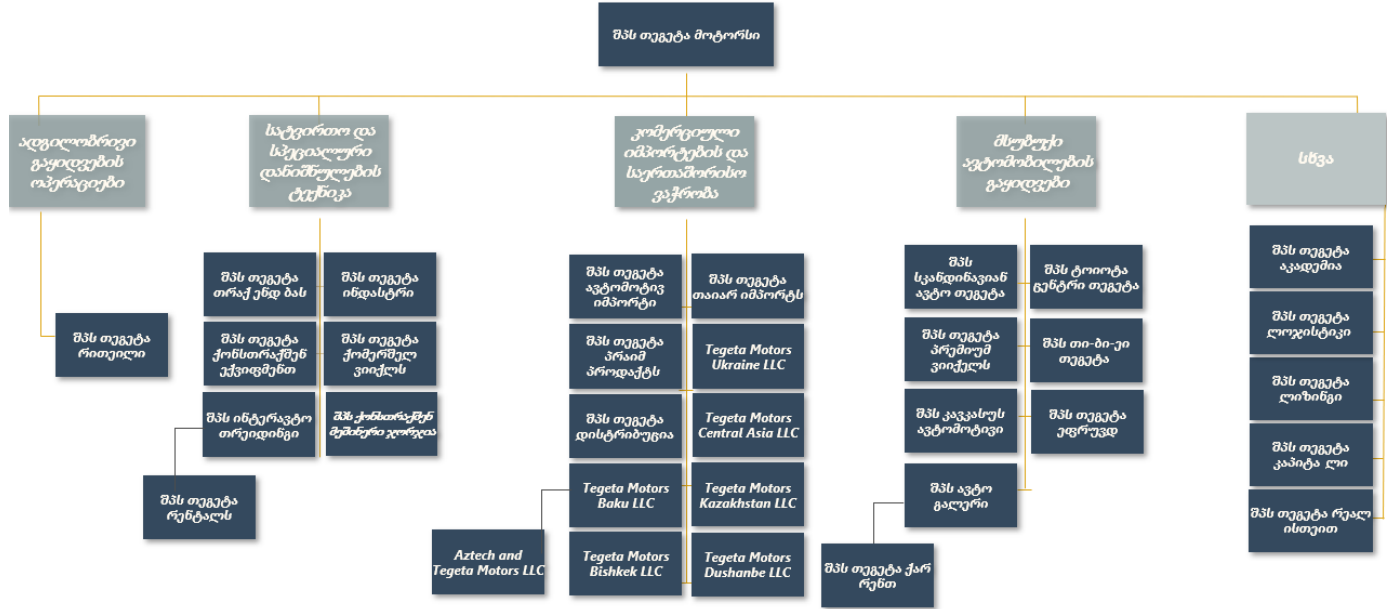 შპს თეგეტა მოტორსი
ადგილობრივი
გაყიდვების
ოპერაციები
სატვირთო და
სპეციალური
დანიშნულების
ტექნიკა
კომერციული
იმპორტების და
საერთაშორისო
ვაჭრობა
მსუბუქი
ავტომობილების
გაყიდვები
სხვა
შპს თეგეტა
რითეილი
შპს თეგეტა
თრაქ ენდ ბას
შპს თეგეტა
ინდასტრი
შპს თეგეტა
ქონსტრაქშენ
ექვიფმენთ
შპს თეგეტა
ქომერშელ
ვიიქლს
შპს ინტერავტო
თრეიდინგი
შპს ქონსთრაქშენ
მეშინერი ჯორჯია
შპს თეგეტა
რენტალს
შპს თეგეტა
ავტომოტივ
იმპორტი
შპს თეგეტა
თაიარ იმპორტს
შპს თეგეტა
პრაიმ
პროდაქტს
Tegeta Motors
Ukraine LLC
შპს თეგეტა
დისტრიბუცია
Tegeta Motors
Central Asia LLC
Tegeta Motors
Baku LLC
Tegeta Motors
Kazakhstan LLC
Aztech and
Tegeta Motors LLC
Tegeta Motors
Bishkek LLC
Tegeta Motors
Dushanbe LLC
შპს
სკანდინავიან
ავტო თეგეტა
შპს ტოიოტა
ცენტრი თეგეტა
შპს თეგეტა
პრემიუმ
ვიიქელს
შპს თი-ბი-ეი
თეგეტა
შპს კავკასუს
ავტომოტივი
შპს თეგეტა
ეფრუვდ
შპს ავტო
გალერი
შპს თეგეტა ქარ
რენთ
შპს თეგეტა
აკადემია
შპს თეგეტა
ლოჯისტიკი
შპს თეგეტა
ლიზინგი
შპს თეგეტა
კაპიტა ლი
შპს თეგეტა რეალ
ისთეით